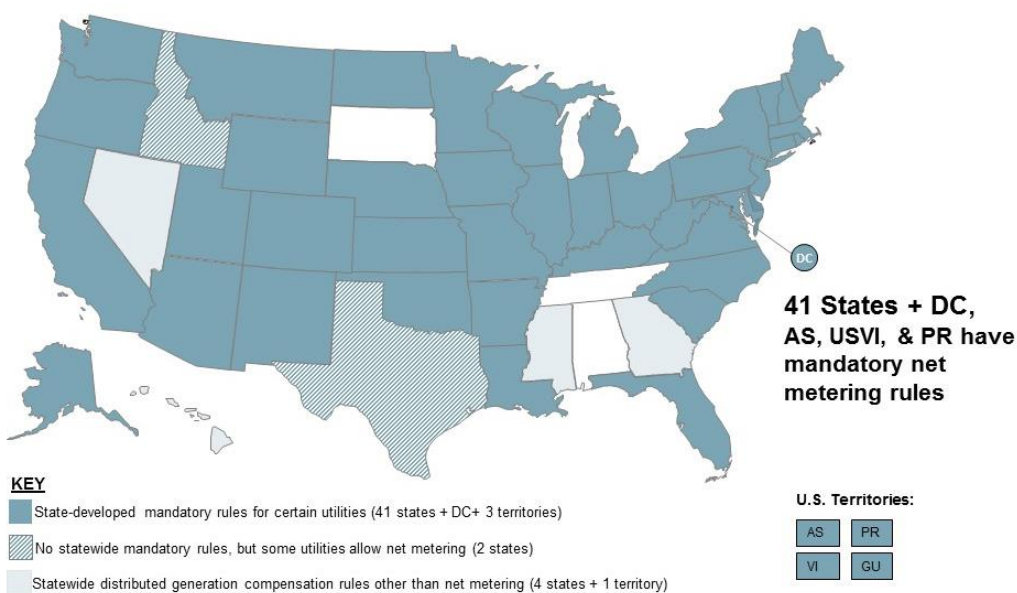 DC
41 States + DC,
AS, USVI, & PR have
mandatory net
metering rules
KEY
State-developed mandatory rules for certain utilities (41 states + DC+ 3 territories)
No statewide mandatory rules, but some utilities allow net metering (2 states)
Statewide distributed generation compensation rules other than net metering (4 states + 1 territory)
U.S. Territories:
AS PR
VI GU